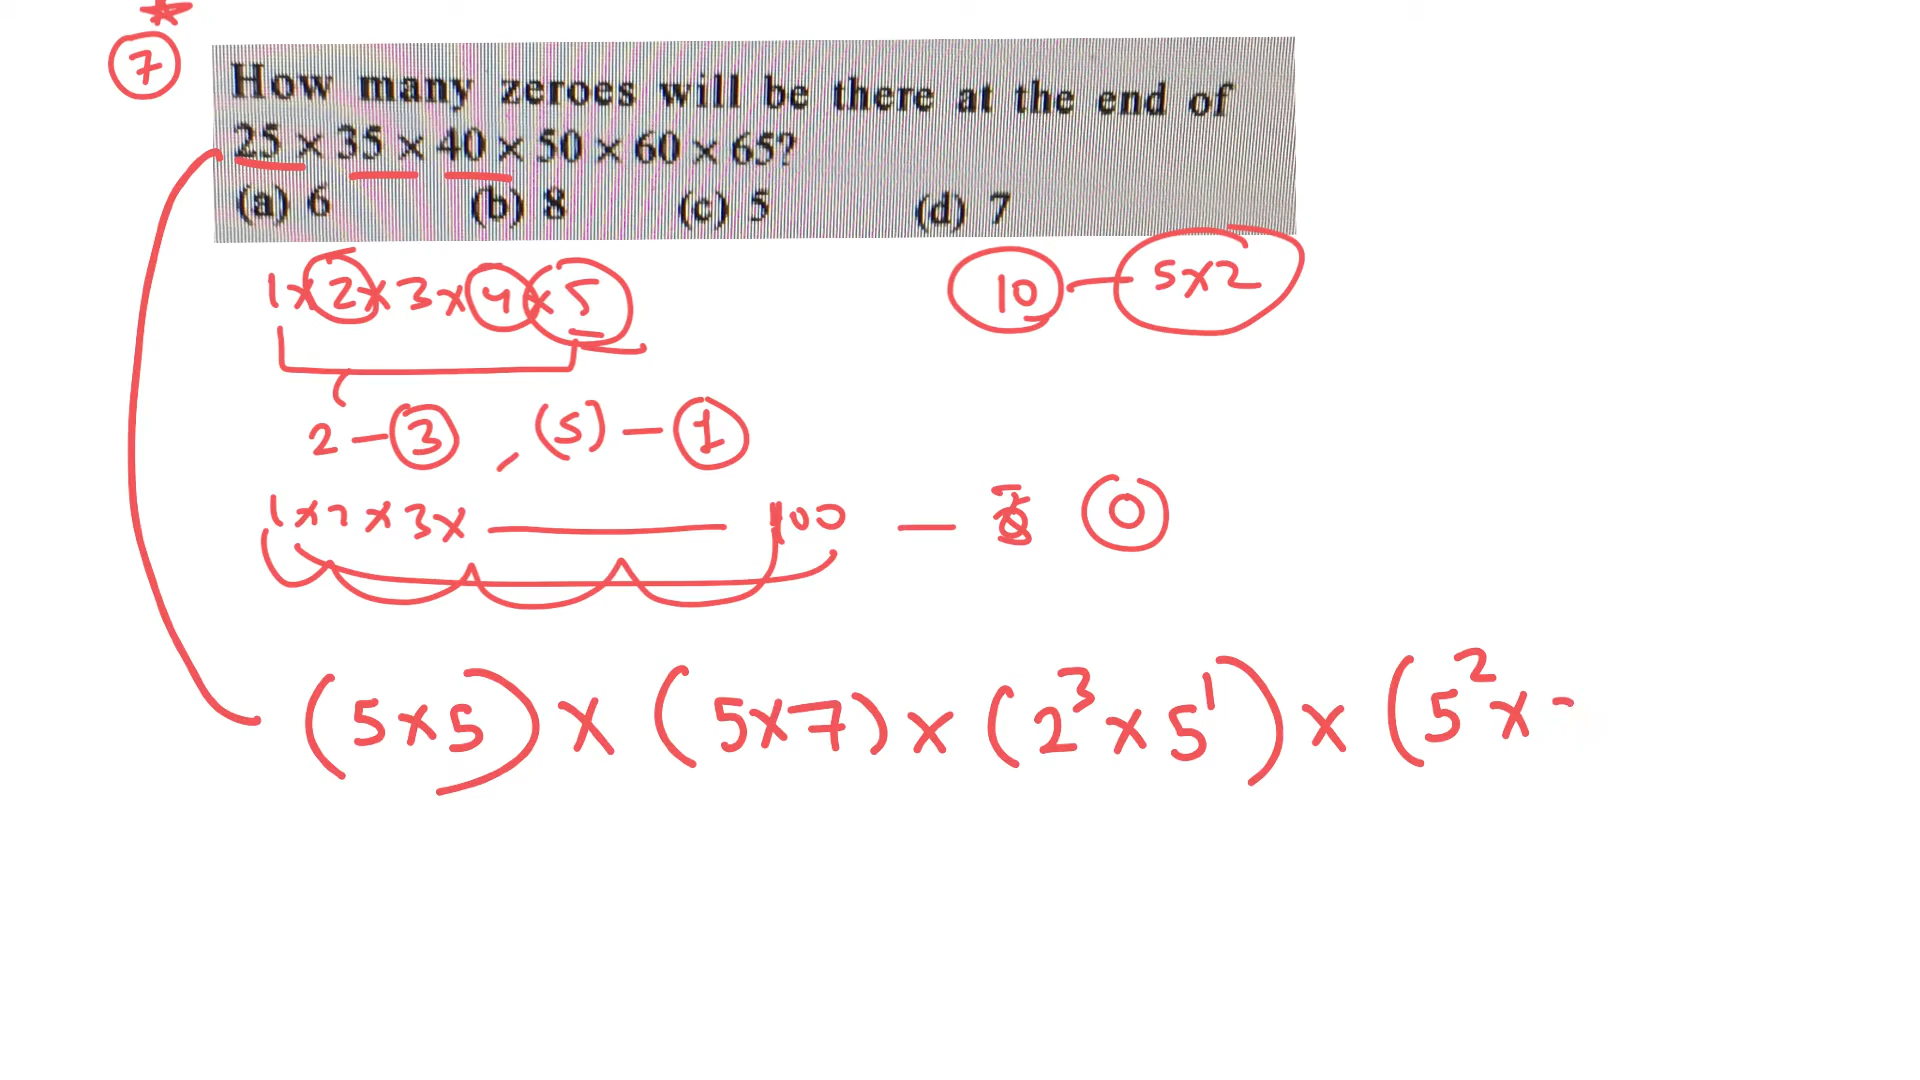 7
How many zeroes will be there at the end of
25 × 35 × 40 × 50 × 60 × 65?
(a) 6 (b) 8 (c) 5 (d) 7
1×2×3×4×5 10 — 5×2
2 — 3 , (5) — 1
1×2×3× —— 100 — 0
(5×5) × (5×7) × (2³×5¹) × (5²×